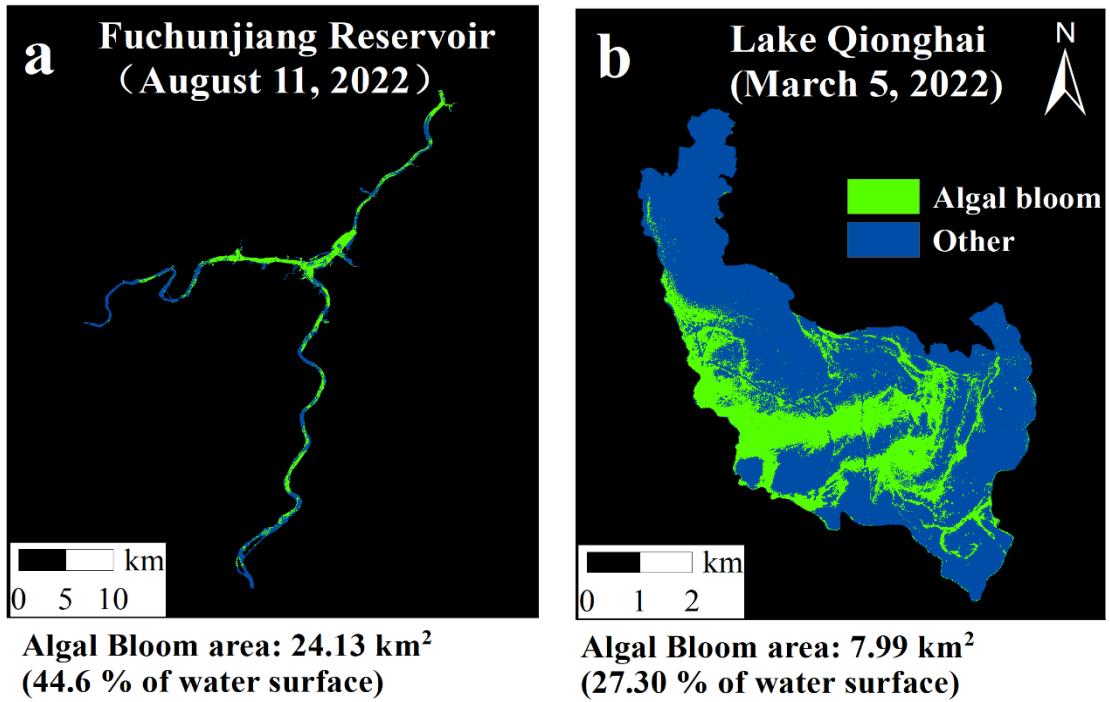 a
Fuchunjiang Reservoir
（August 11, 2022）
km
0 5 10
Algal Bloom area: 24.13 km²
(44.6 % of water surface)
b
Lake Qionghai
(March 5, 2022)
N
Algal bloom
Other
km
0 1 2
Algal Bloom area: 7.99 km²
(27.30 % of water surface)